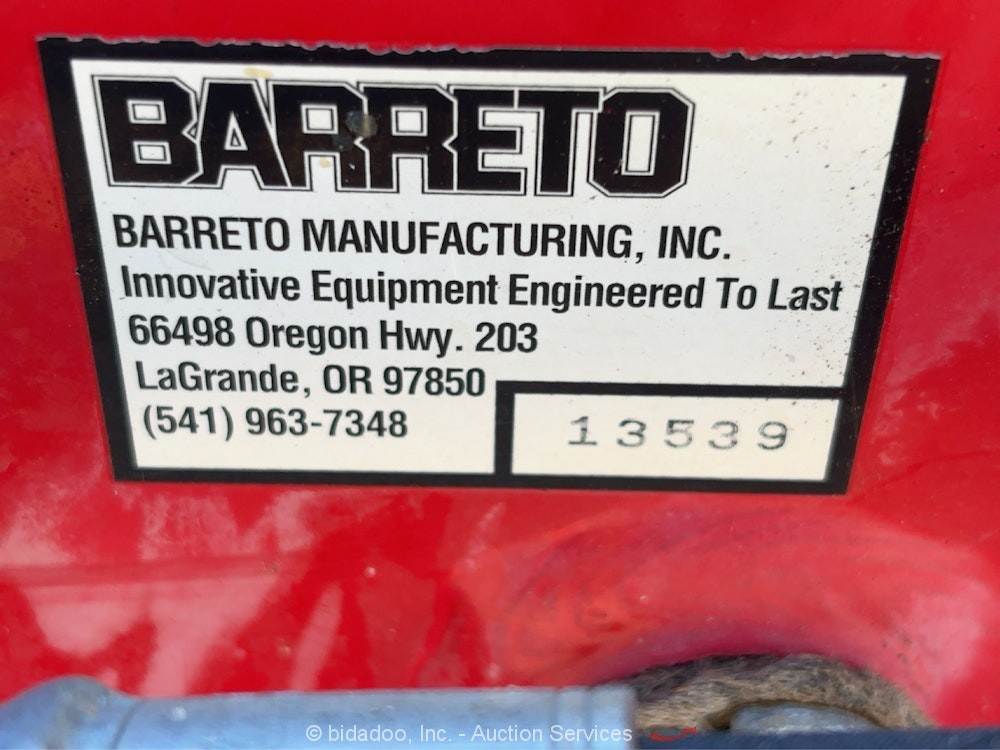 BARRETO
BARRETO MANUFACTURING, INC.
Innovative Equipment Engineered To Last
66498 Oregon Hwy. 203
LaGrande, OR 97850
(541) 963-7348
13539
© bidadoo, Inc. - Auction Services